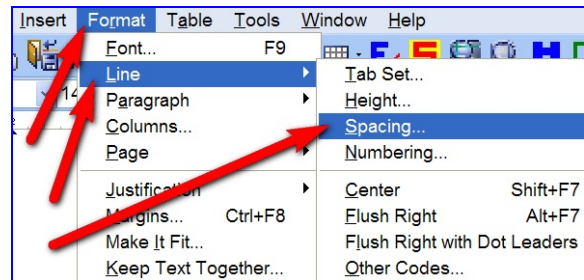 Insert Format Table Tools Window Help
Font... F9
Line
Paragraph
Columns...
Page
Justification
Margins... Ctrl+F8
Make It Fit...
Keep Text Together...
Tab Set...
Height...
Spacing...
Numbering...
Center Shift+F7
Flush Right Alt+F7
Flush Right with Dot Leaders
Other Codes...